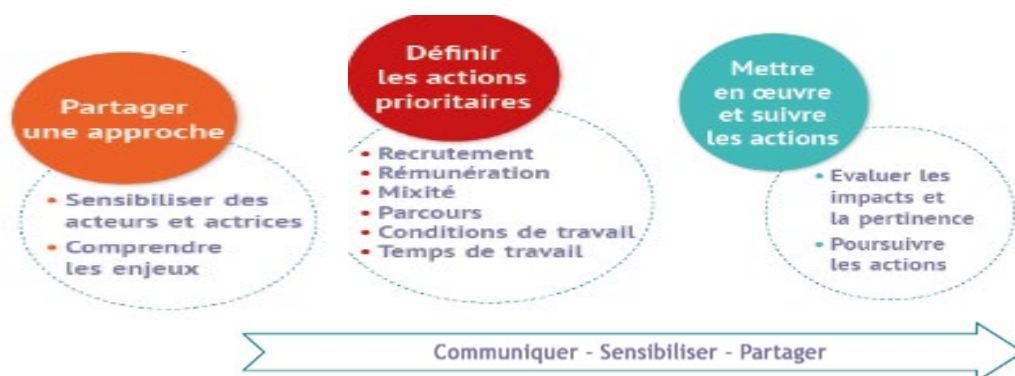 Partager
une approche
• Sensibiliser des
acteurs et actrices
• Comprendre
les enjeux
Définir
les actions
prioritaires
• Recrutement
• Rémunération
• Mixité
• Parcours
• Conditions de travail
• Temps de travail
Mettre
en œuvre
et suivre
les actions
• Evaluer les
impacts et
la pertinence
• Poursuivre
les actions
Communiquer - Sensibiliser - Partager